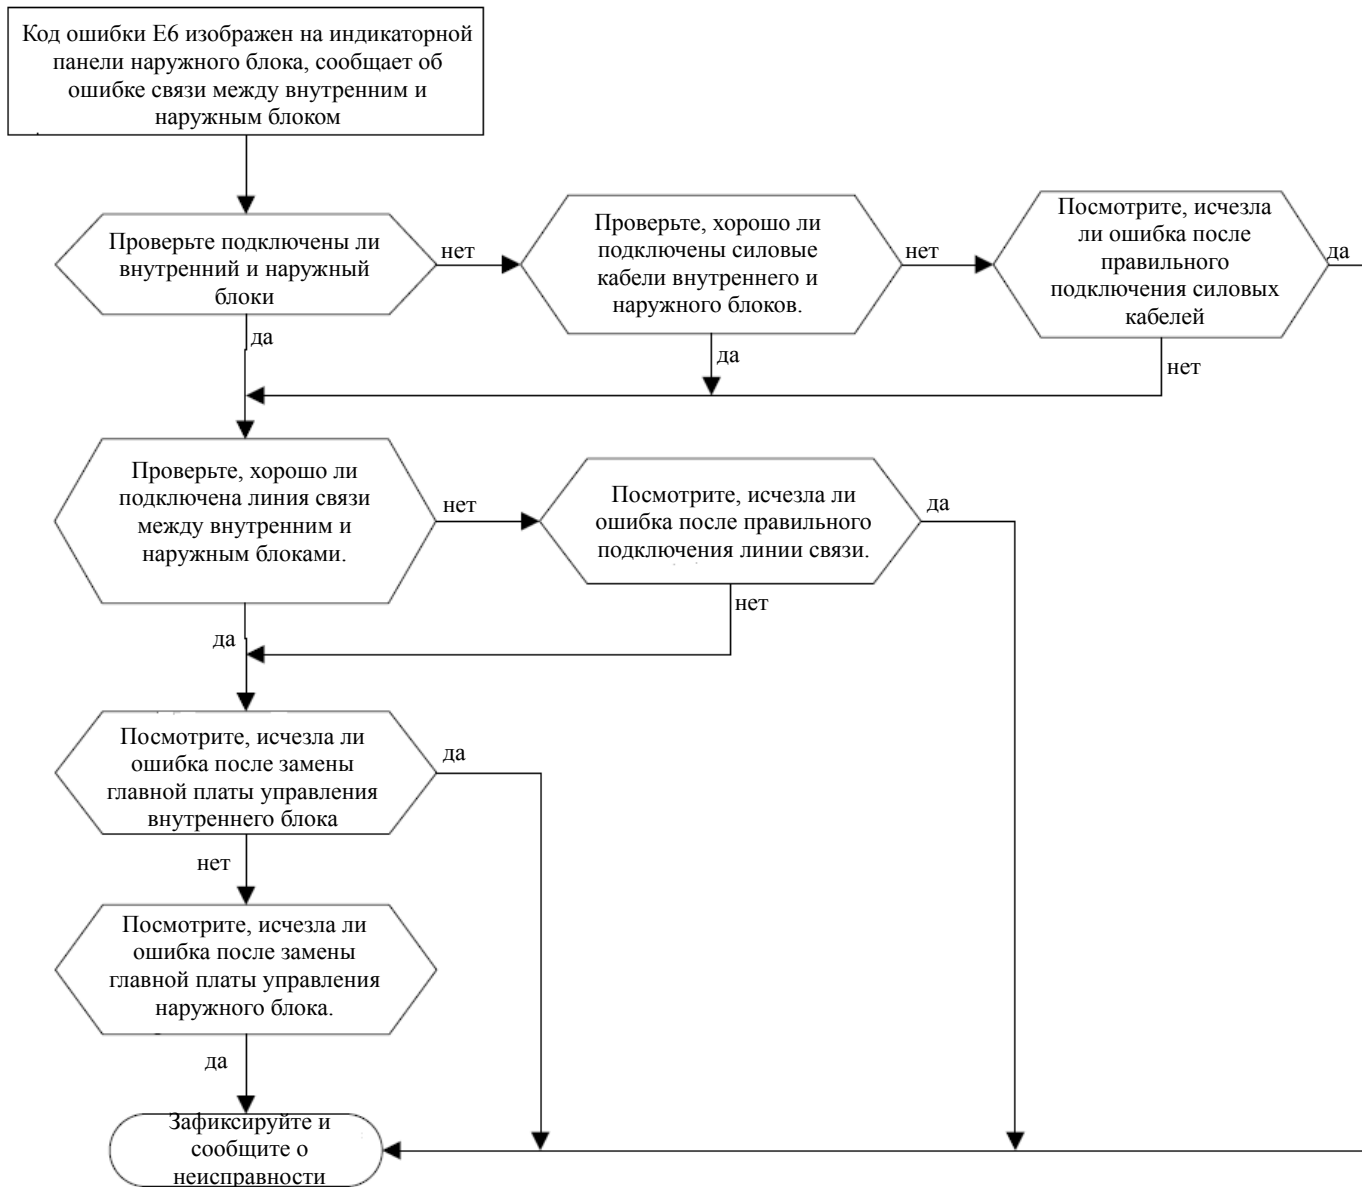 Код ошибки Е6 изображен на индикаторной
панели наружного блока, сообщает об
ошибке связи между внутренним и
наружным блоком
Проверьте подключены ли
внутренний и наружный
блоки
нет
Проверьте, хорошо ли
подключены силовые
кабели внутреннего и
наружного блоков.
нет
Посмотрите, исчезла
ли ошибка после
правильного
подключения силовых
кабелей
да
да
да
нет
Проверьте, хорошо ли
подключена линия связи
между внутренним и
наружным блоками.
нет
Посмотрите, исчезла ли
ошибка после правильного
подключения линии связи.
да
да
нет
Посмотрите, исчезла ли
ошибка после замены
главной платы управления
внутреннего блока
да
нет
Посмотрите, исчезла ли
ошибка после замены
главной платы управления
наружного блока.
да
Зафиксируйте и
сообщите о
неисправности